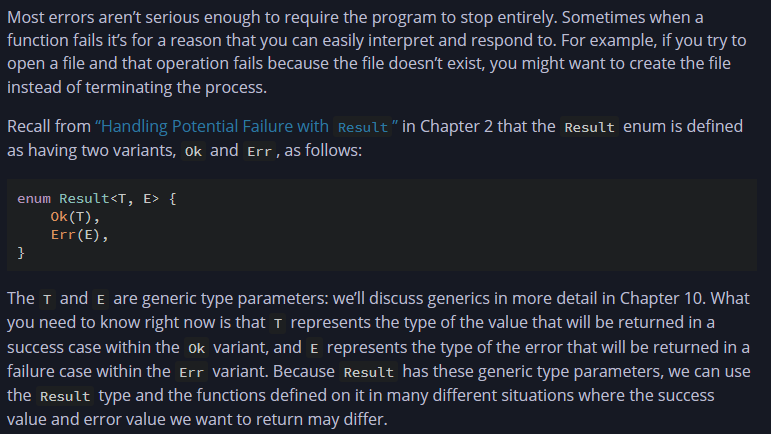 Most errors aren’t serious enough to require the program to stop entirely. Sometimes when a
function fails it’s for a reason that you can easily interpret and respond to. For example, if you try to
open a file and that operation fails because the file doesn’t exist, you might want to create the file
instead of terminating the process.
Recall from “Handling Potential Failure with Result” in Chapter 2 that the Result enum is defined
as having two variants, Ok and Err, as follows:
enum Result<T, E> {
    Ok(T),
    Err(E),
}
The T and E are generic type parameters: we’ll discuss generics in more detail in Chapter 10. What
you need to know right now is that T represents the type of the value that will be returned in a
success case within the Ok variant, and E represents the type of the error that will be returned in a
failure case within the Err variant. Because Result has these generic type parameters, we can use
the Result type and the functions defined on it in many different situations where the success
value and error value we want to return may differ.